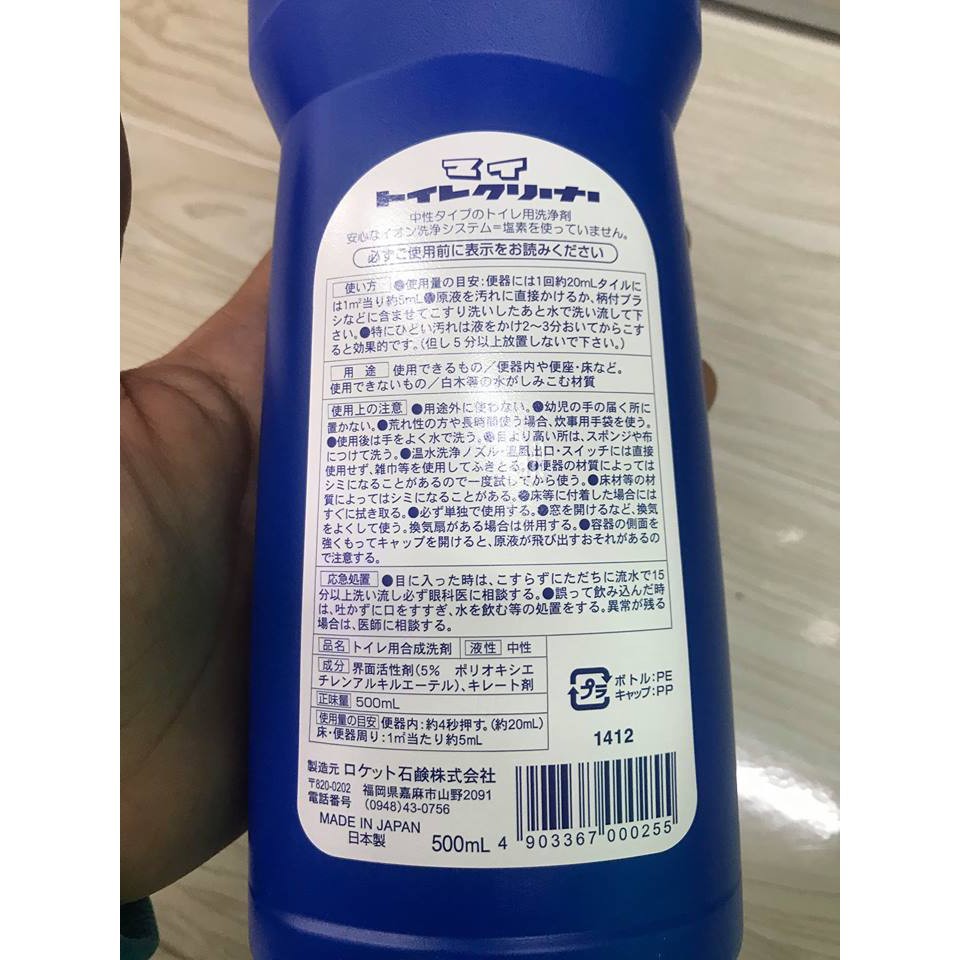 マイ
トイレクリーナー
中性タイプのトイレ用洗浄剤
安心なイオン洗浄システム=塩素を使っていません。
必ずご使用前に表示をお読みください
使い方 ●使用量の目安:便器には1回約20mLタイルに
は1m²当り約5mL●原液を汚れに直接かけるか、柄付ブラ
シなどに含ませてこすり洗いしたあと水で洗い流して下
さい。●特にひどい汚れは液をかけ2〜3分おいてからこす
ると効果的です。(但し5分以上放置しないで下さい。)
用途 使用できるもの/便器内や便座・床など。
使用できないもの/白木等の水がしみこむ材質
使用上の注意 ●用途外に使わない。●幼児の手の届く所に
置かない。●荒れ性の方や長時間使う場合、炊事用手袋を使う。
●使用後は手をよく水で洗う。●目より高い所は、スポンジや布
につけて洗う。●温水洗浄ノズル・温風出口・スイッチには直接
使用せず、雑巾等を使用してふきとる。●便器の材質によっては
シミになることがあるので一度試してから使う。●床材等の材
質によってはシミになることがある。●床等に付着した場合には
すぐに拭き取る。●必ず単独で使用する。●窓を開けるなど、換気
をよくして使う。換気扇がある場合は併用する。●容器の側面を
強くもってキャップを開けると、原液が飛び出すおそれがあるの
で注意する。
応急処置 ●目に入った時は、こすらずにただちに流水で15
分以上洗い流し必ず眼科医に相談する。●誤って飲み込んだ時
は、吐かずに口をすすぎ、水を飲む等の処置をする。異常が残る
場合は、医師に相談する。
品名 トイレ用合成洗剤 液性 中性
成分 界面活性剤(5% ポリオキシエ
チレンアルキルエーテル)、キレート剤
正味量 500mL
使用量の目安 便器内:約4秒押す。(約20mL)
床・便器周り:1m²当たり約5mL
プラ
ボトル:PE
キャップ:PP
1412
製造元 ロケット石鹸株式会社
〒820-0202 福岡県嘉麻市山野2091
電話番号 (0948)43-0756
MADE IN JAPAN
日本製
500mL
4 903367 000255